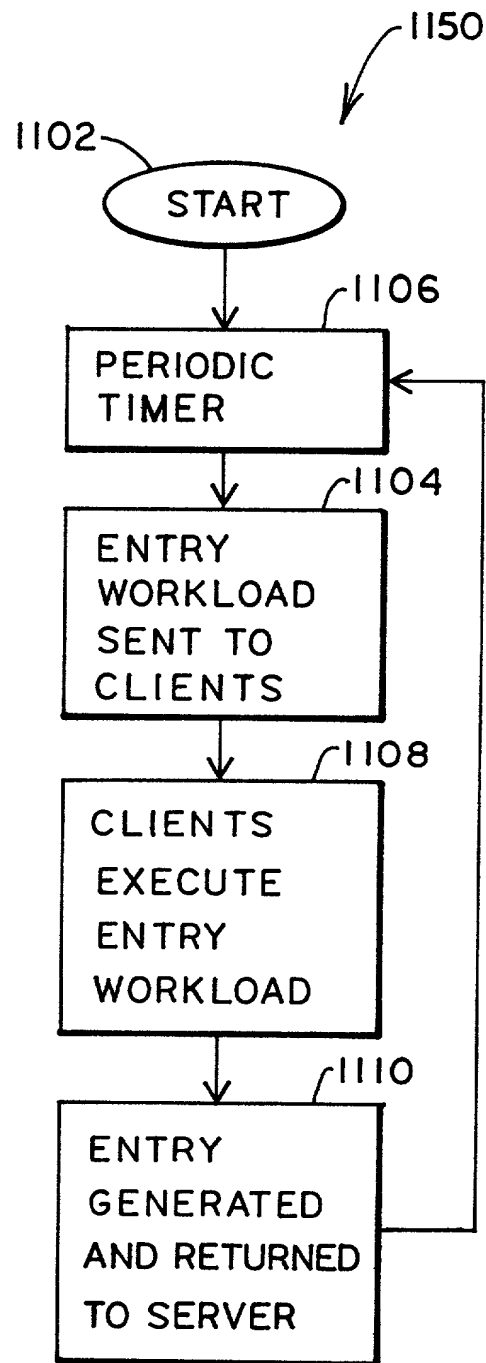 1150
1102
START
1106
PERIODIC
TIMER
1104
ENTRY
WORKLOAD
SENT TO
CLIENTS
1108
CLIENTS
EXECUTE
ENTRY
WORKLOAD
1110
ENTRY
GENERATED
AND RETURNED
TO SERVER